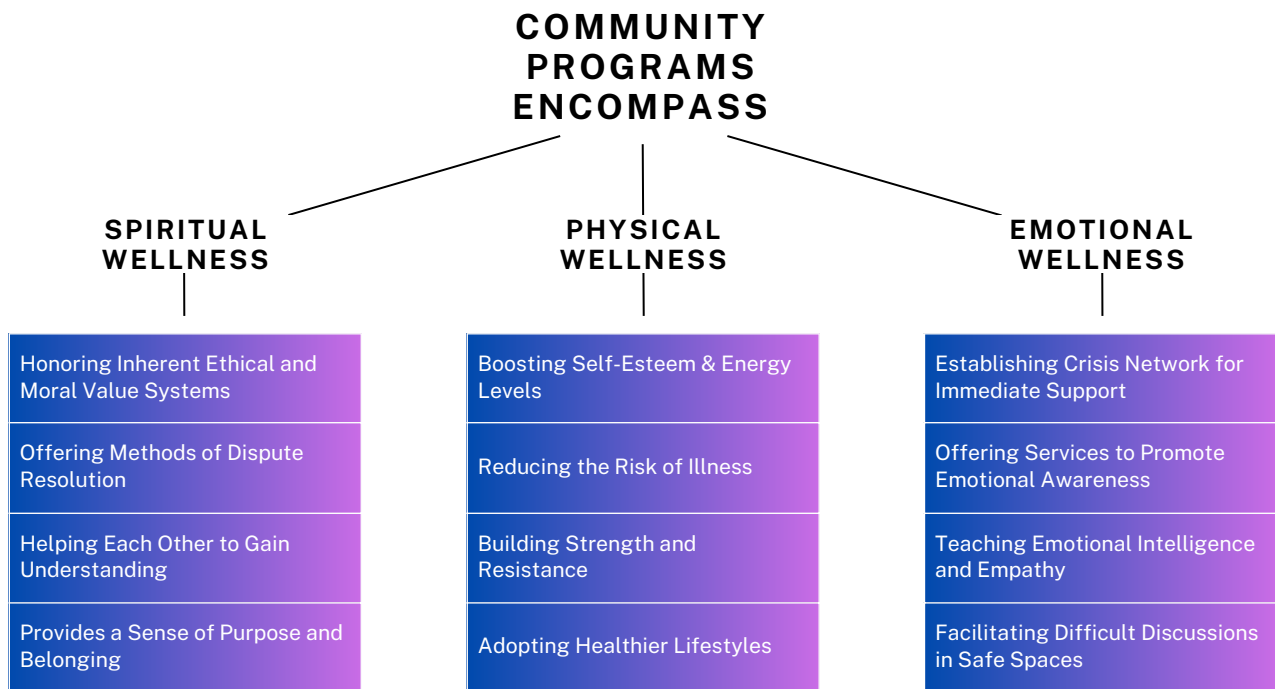 COMMUNITY
PROGRAMS
ENCOMPASS
SPIRITUAL
WELLNESS
Honoring Inherent Ethical and
Moral Value Systems
Offering Methods of Dispute
Resolution
Helping Each Other to Gain
Understanding
Provides a Sense of Purpose and
Belonging
PHYSICAL
WELLNESS
Boosting Self-Esteem & Energy
Levels
Reducing the Risk of Illness
Building Strength and
Resistance
Adopting Healthier Lifestyles
EMOTIONAL
WELLNESS
Establishing Crisis Network for
Immediate Support
Offering Services to Promote
Emotional Awareness
Teaching Emotional Intelligence
and Empathy
Facilitating Difficult Discussions
in Safe Spaces